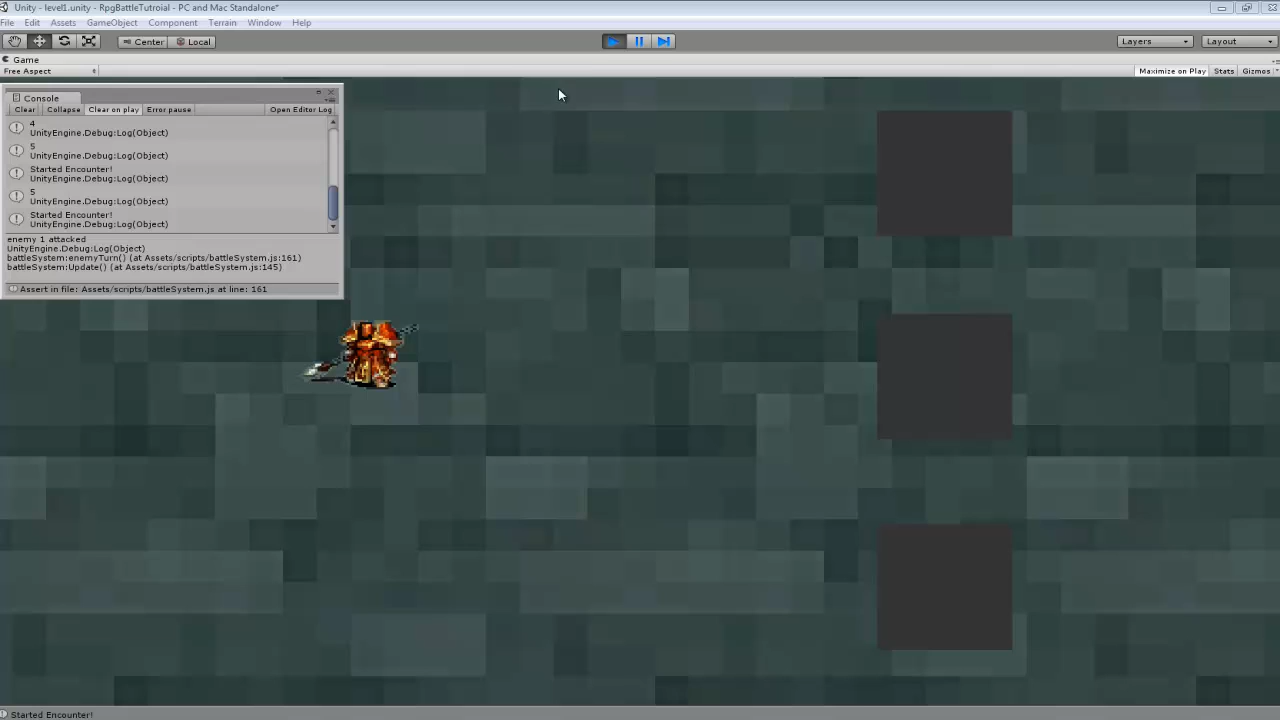 Unity - level1.unity - RpgBattleTutroial - PC and Mac Standalone*
File Edit Assets GameObject Component Terrain Window Help
Center Local Layers Layout
Game
Free Aspect Maximize on Play Stats Gizmos
Console
Clear Collapse Clear on play Error pause Open Editor Log
4
UnityEngine.Debug:Log(Object)
5
UnityEngine.Debug:Log(Object)
Started Encounter!
UnityEngine.Debug:Log(Object)
5
UnityEngine.Debug:Log(Object)
Started Encounter!
UnityEngine.Debug:Log(Object)
enemy 1 attacked
UnityEngine.Debug:Log(Object)
battleSystem:enemyTurn() (at Assets/scripts/battleSystem.js:161)
battleSystem:Update() (at Assets/scripts/battleSystem.js:145)
Assert in file: Assets/scripts/battleSystem.js at line: 161
Started Encounter!